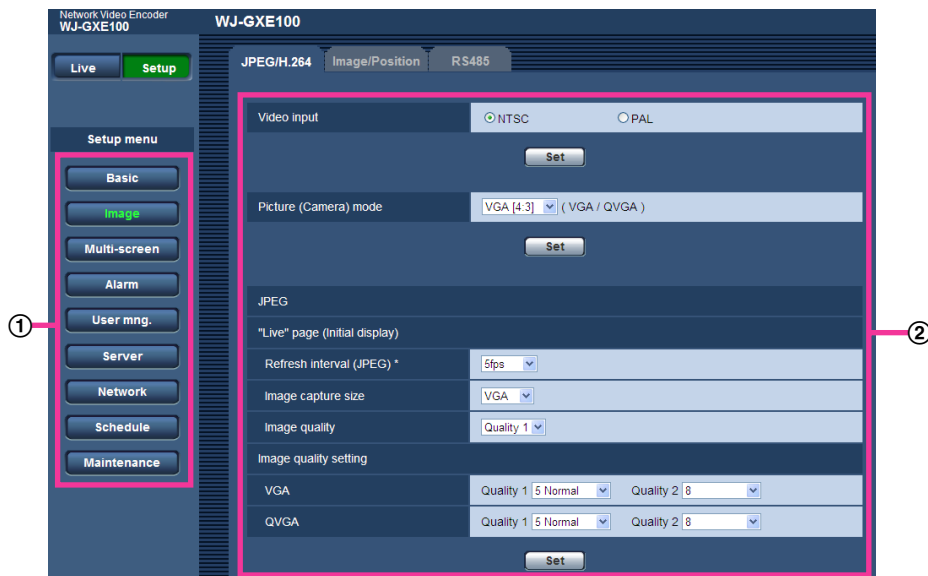 Network Video Encoder
WJ-GXE100
WJ-GXE100
Live
Setup
JPEG/H.264
Image/Position
RS485
Setup menu
Basic
Image
Multi-screen
Alarm
User mng.
Server
Network
Schedule
Maintenance
①
②
Video input
NTSC
PAL
Set
Picture (Camera) mode
VGA [4:3] ( VGA / QVGA )
Set
JPEG
"Live" page (Initial display)
Refresh interval (JPEG) *
5fps
Image capture size
VGA
Image quality
Quality 1
Image quality setting
VGA
Quality 1 5 Normal
Quality 2 8
QVGA
Quality 1 5 Normal
Quality 2 8
Set